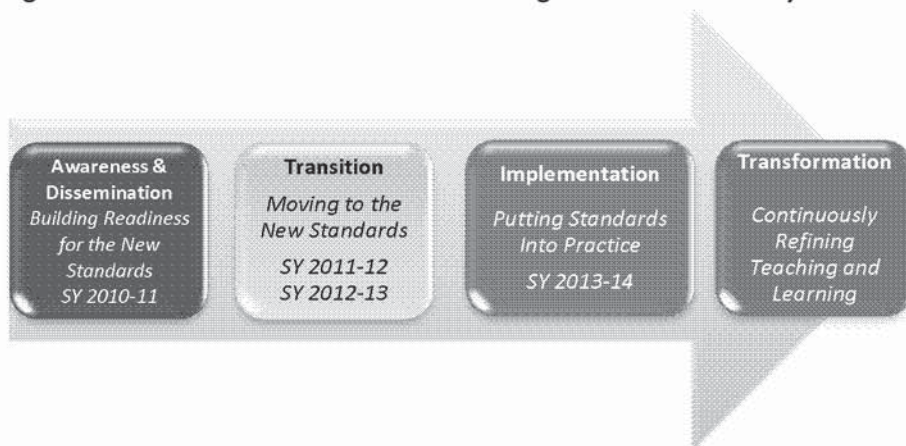 Awareness &
Dissemination
Building Readiness
for the New
Standards
SY 2010-11
Transition
Moving to the
New Standards
SY 2011-12
SY 2012-13
Implementation
Putting Standards
Into Practice
SY 2013-14
Transformation
Continuously
Refining
Teaching and
Learning